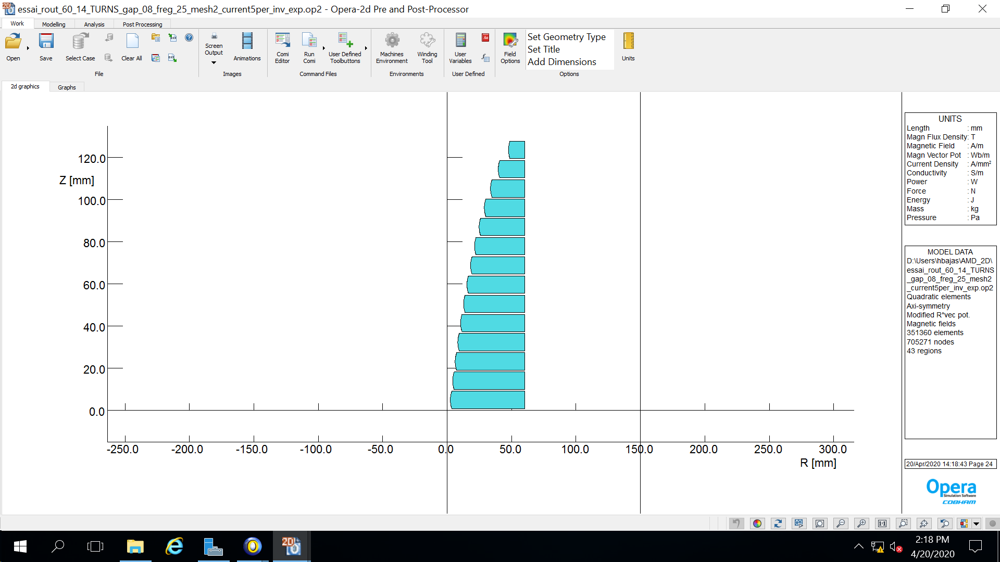 essai_rout_60_14_TURNS_gap_08_freg_25_mesh2_current5per_inv_exp.op2 - Opera-2d Pre and Post-Processor
Work
Modelling
Analysis
Post Processing
Open
Save
Select Case
Clear All
File
Screen
Output
Animations
Images
Comi
Editor
Run
Comi
User Defined
Toolbuttons
Command Files
Machines
Environment
Winding
Tool
Environments
User
Variables
User Defined
Field
Options
Set Geometry Type
Set Title
Add Dimensions
Options
Units
2d graphics
Graphs
120.0
Z [mm]
100.0
80.0
60.0
40.0
20.0
0.0
-250.0
-200.0
-150.0
-100.0
-50.0
0.0
50.0
100.0
150.0
200.0
250.0
300.0
R [mm]
UNITS
Length : mm
Magn Flux Density: T
Magnetic Field : A/m
Magn Vector Pot : Wb/m
Current Density : A/mm²
Conductivity : S/m
Power : W
Force : N
Energy : J
Mass : kg
Pressure : Pa
MODEL DATA
D:\Users\hbajas\AMD_2D\
essai_rout_60_14_TURNS
_gap_08_freg_25_mesh2
_current5per_inv_exp.op2
Quadratic elements
Axi-symmetry
Modified R*vec pot.
Magnetic fields
351360 elements
705271 nodes
43 regions
20/Apr/2020 14:18:43 Page 24
Opera
Simulation Software
COBHAM
1:1
2D
2:18 PM
4/20/2020